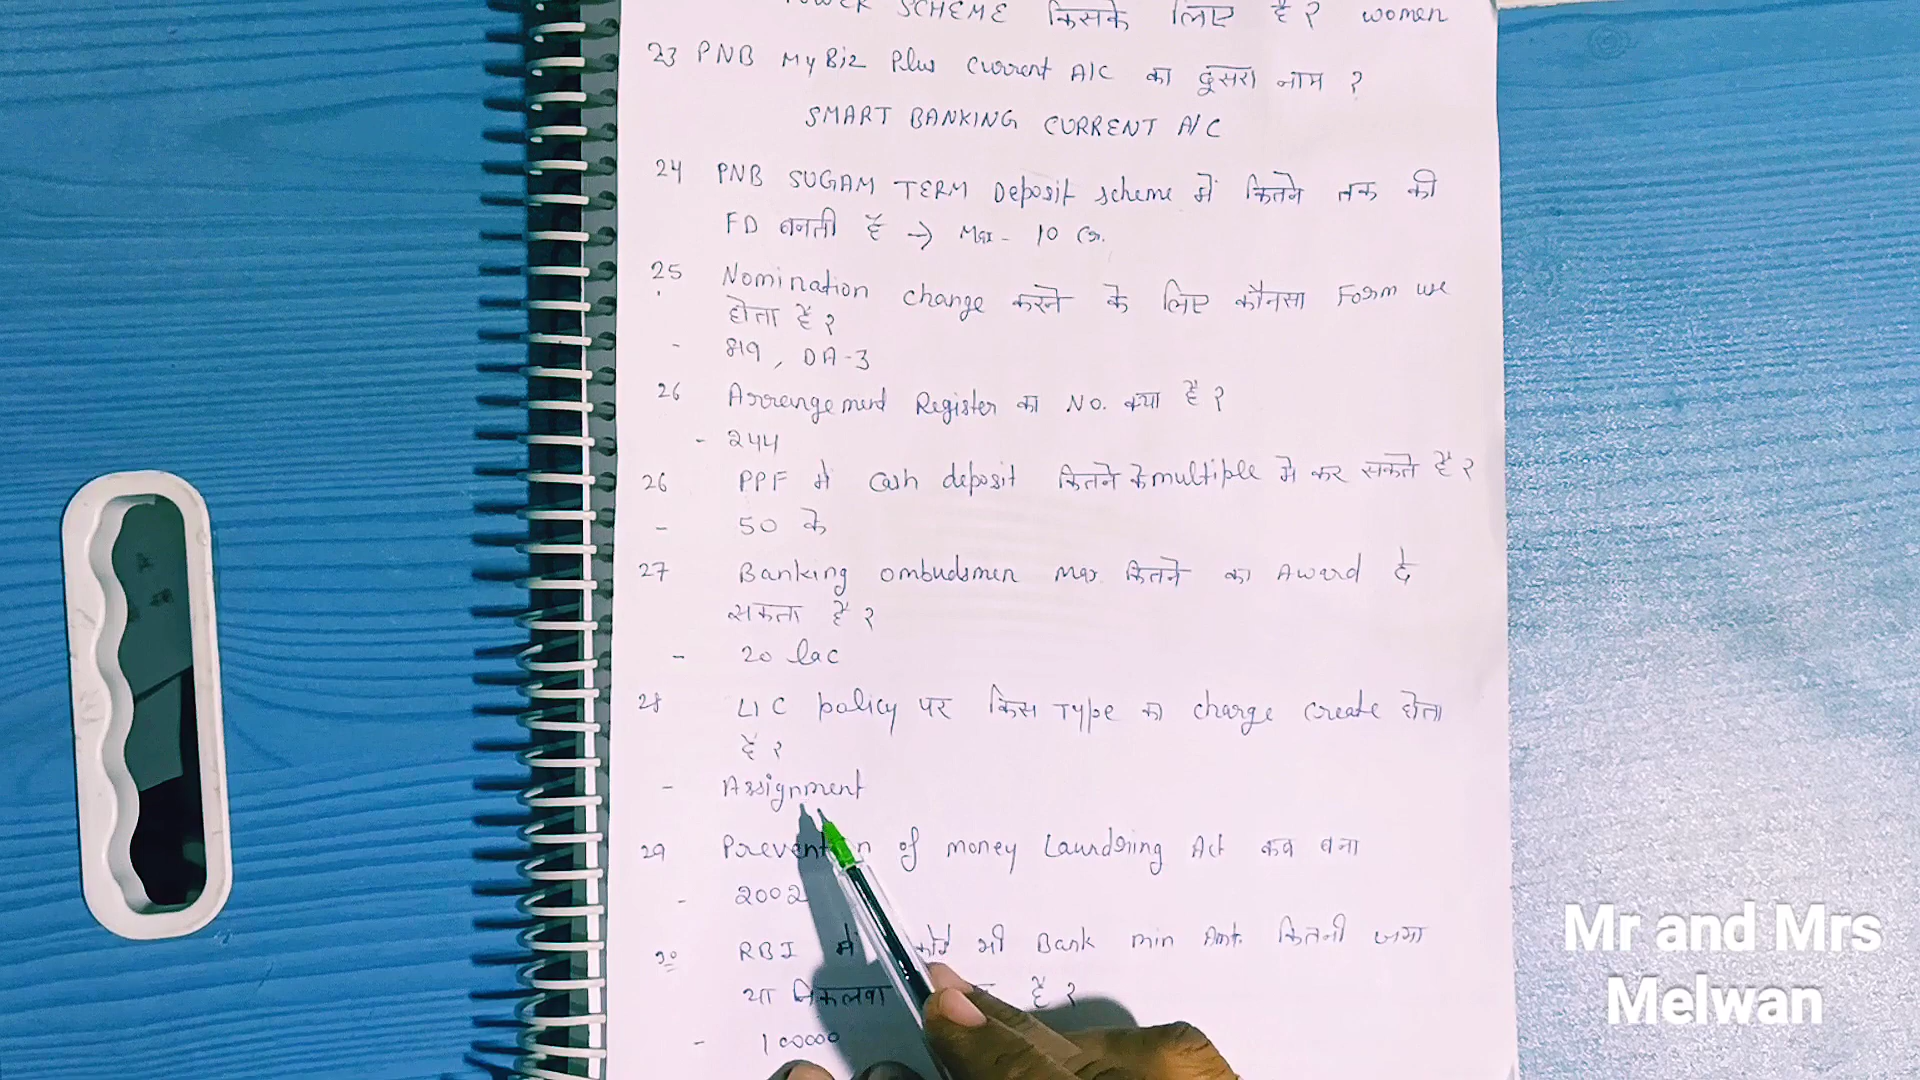 POWER SCHEME किसके लिए है ? women
23 PNB My Biz Plus Current A/C का दूसरा नाम ?
SMART BANKING CURRENT A/C
24 PNB SUGAM TERM Deposit scheme में कितने तक की
FD बनती है → Max - 10 Cr.
25 Nomination change करने के लिए कौनसा Form use
होता है ?
- 819, DA-3
26 Arrangement Register का No. क्या है ?
- 244
26 PPF में Cash deposit कितने के multiple में कर सकते है ?
- 50 के
27 Banking ombudsmen Max. कितने का Award दे
सकता है ?
- 20 lac
28 LIC policy पर किस Type का charge create होता
है ?
- Assignment
29 Prevention of money Laundring Act कब बना
- 2002
30 RBI में कोई भी Bank min Amt. कितनी जमा
या निकलवा है ?
- 100000
Mr and Mrs
Melwan